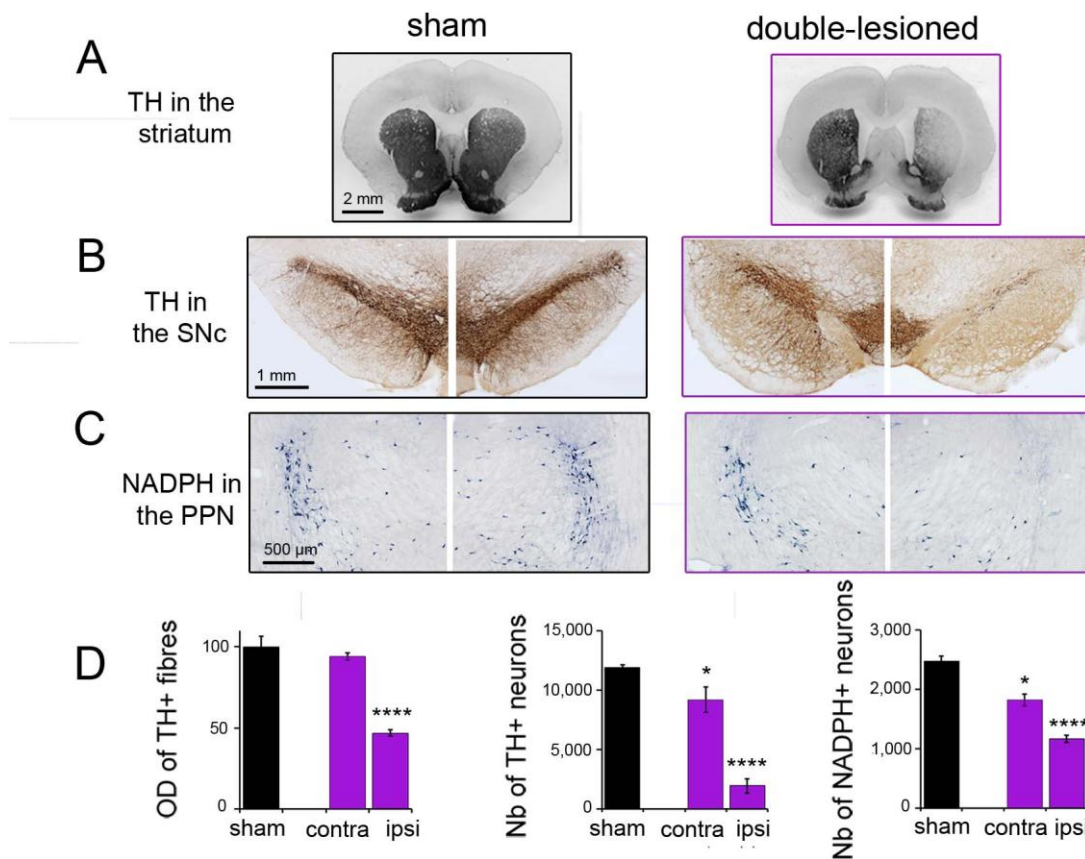 sham
double-lesioned
A
TH in the
striatum
2 mm
B
TH in
the SNc
1 mm
C
NADPH in
the PPN
500 µm
D
OD of TH+ fibres
100
50
0
****
sham
contra
ipsi
Nb of TH+ neurons
15,000
10,000
5,000
0
*
****
sham
contra
ipsi
Nb of NADPH+ neurons
3,000
2,000
1,000
0
*
****
sham
contra
ipsi